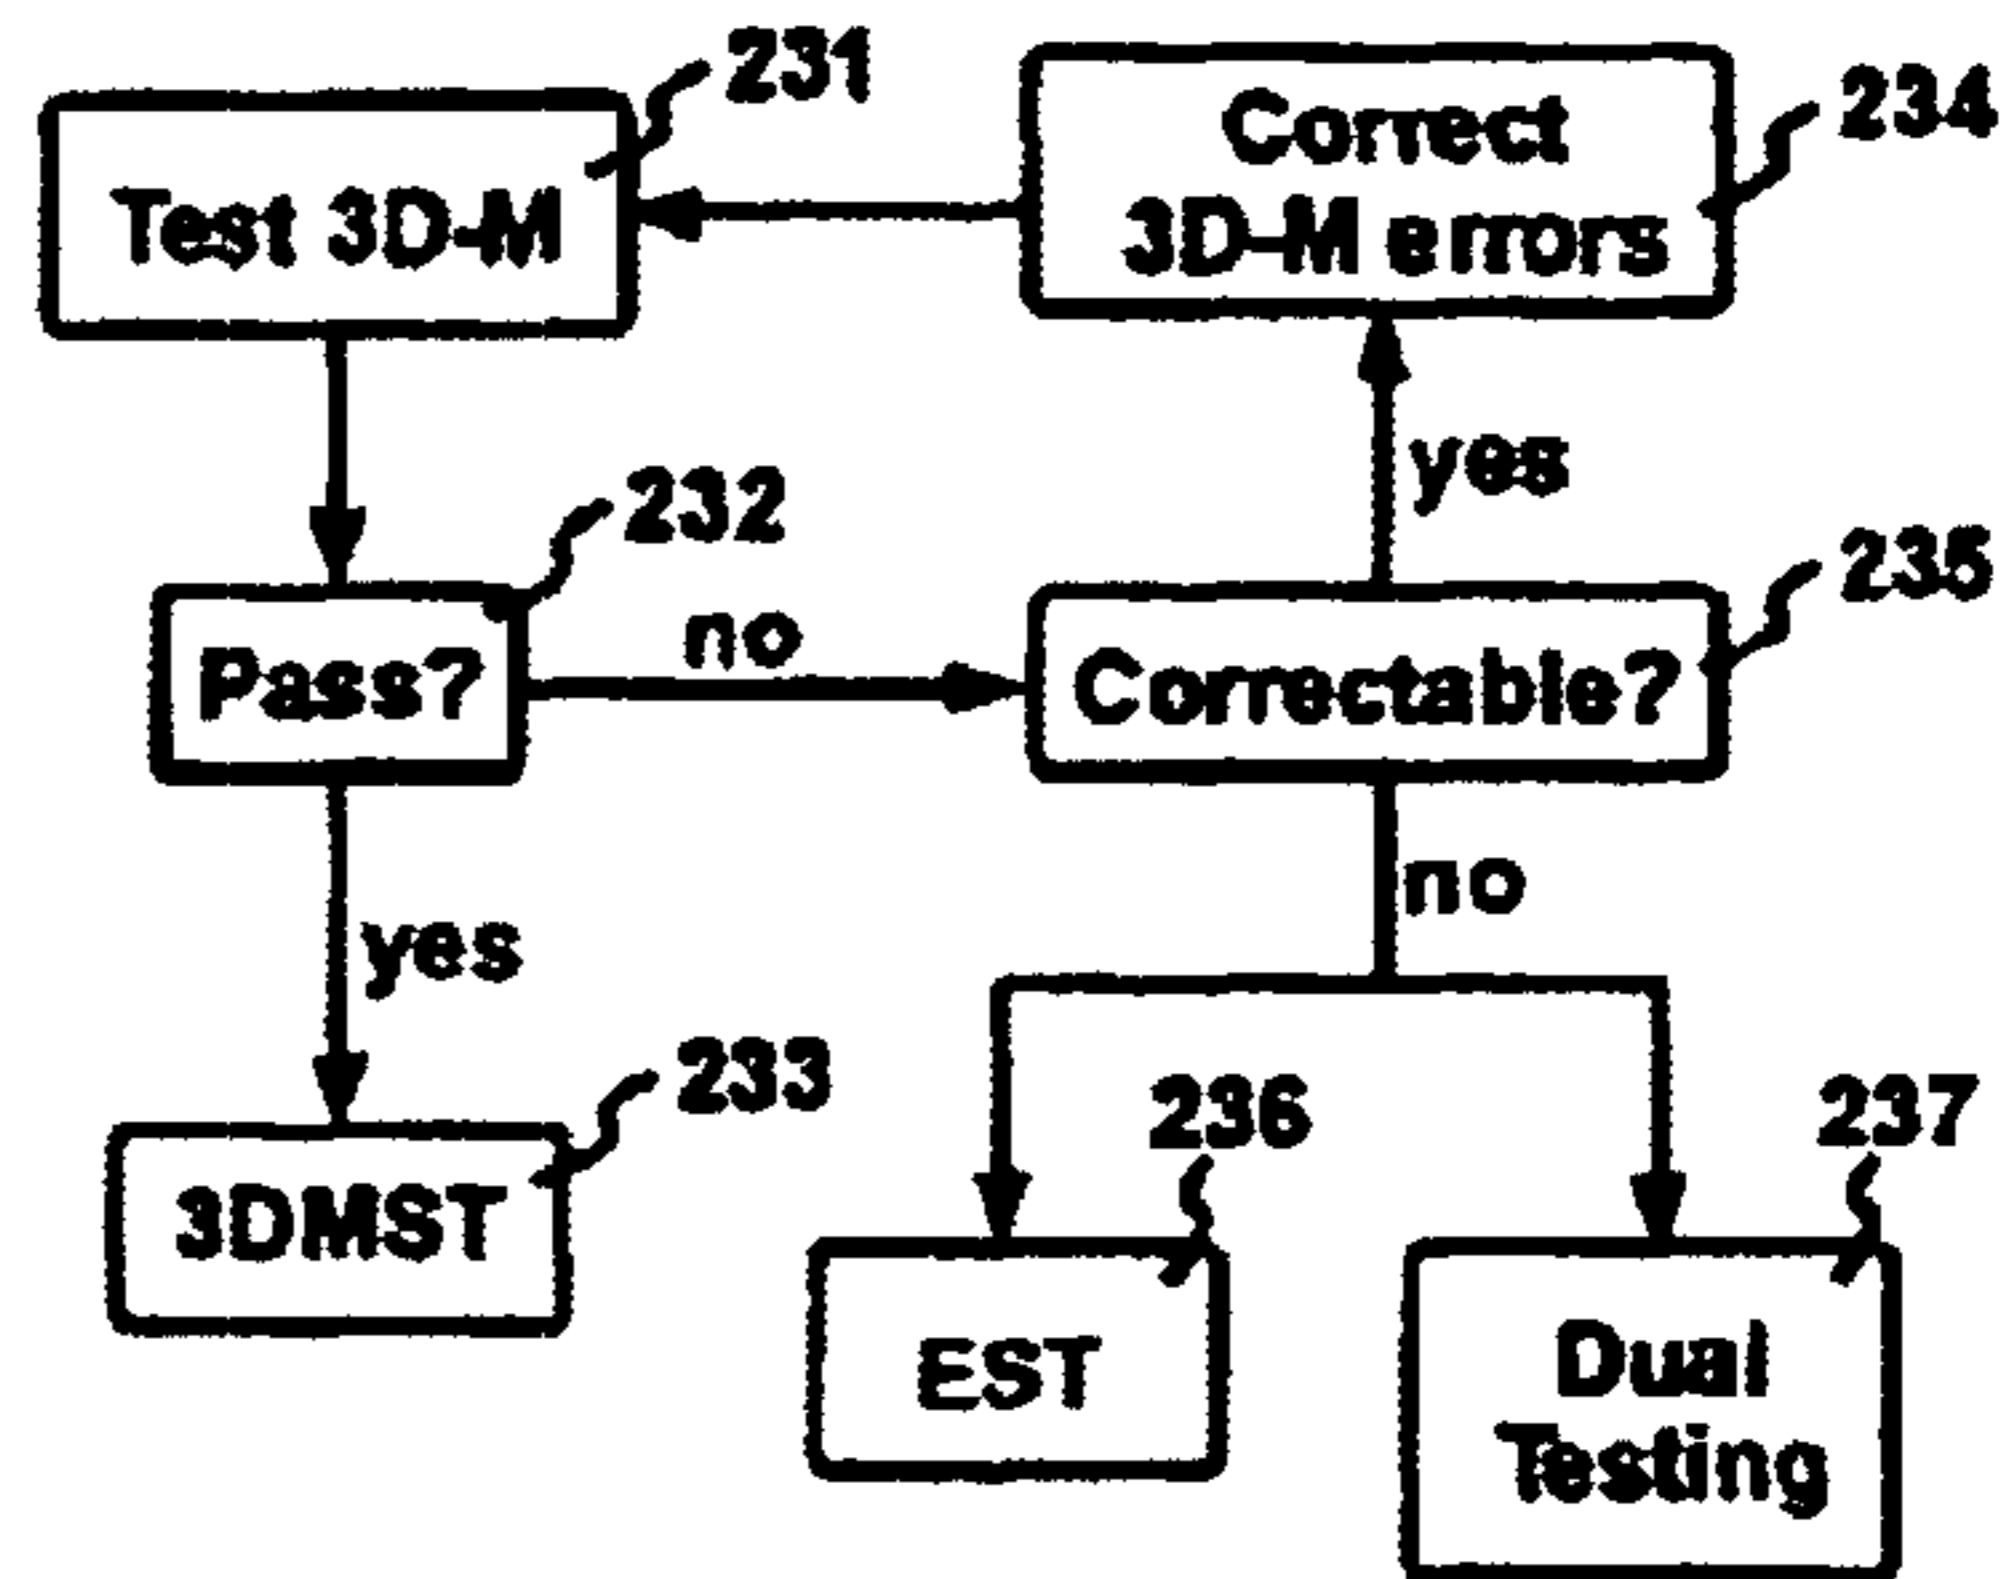 231
Test 3D-M
Correct
3D-M errors
234
232
Pass?
no
yes
Correctable?
235
yes
233
3DMST
no
236
EST
237
Dual
Testing